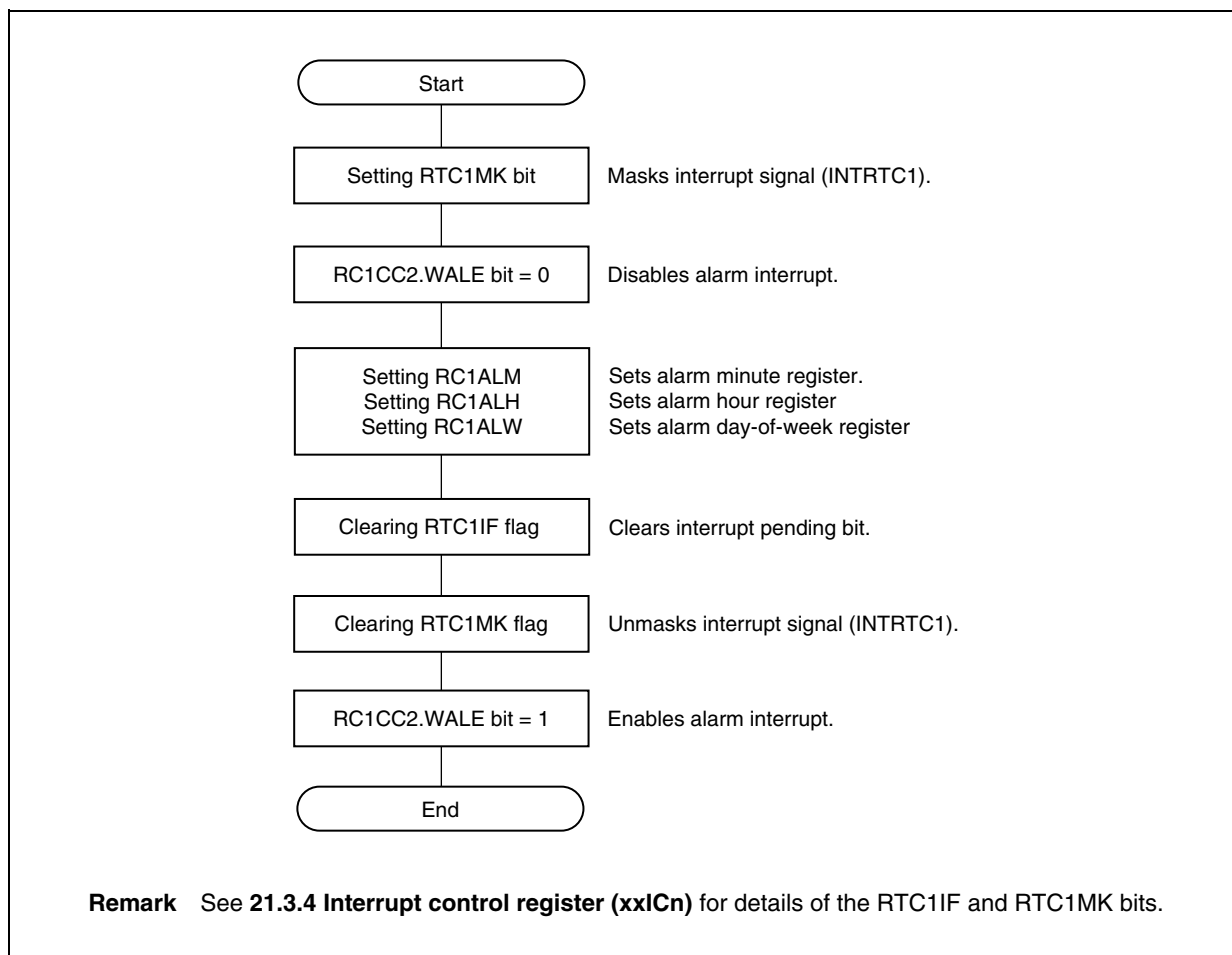 Start
Setting RTC1MK bit Masks interrupt signal (INTRTC1).
RC1CC2.WALE bit = 0 Disables alarm interrupt.
Setting RC1ALM Sets alarm minute register.
Setting RC1ALH Sets alarm hour register
Setting RC1ALW Sets alarm day-of-week register
Clearing RTC1IF flag Clears interrupt pending bit.
Clearing RTC1MK flag Unmasks interrupt signal (INTRTC1).
RC1CC2.WALE bit = 1 Enables alarm interrupt.
End
Remark See 21.3.4 Interrupt control register (xxICn) for details of the RTC1IF and RTC1MK bits.